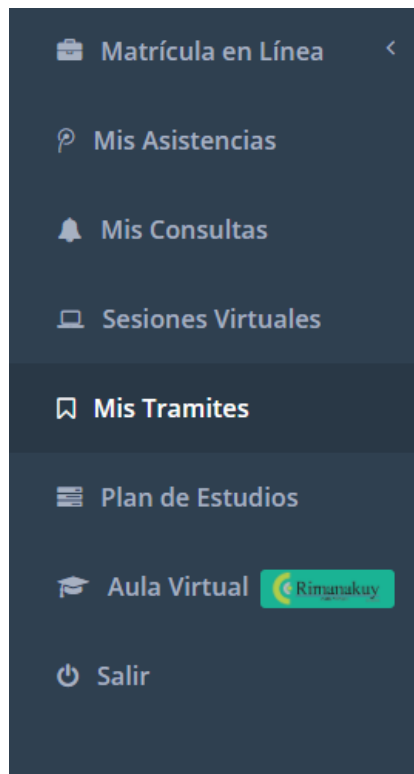 Matrícula en Línea
Mis Asistencias
Mis Consultas
Sesiones Virtuales
Mis Tramites
Plan de Estudios
Aula Virtual Rimanakuy
Salir